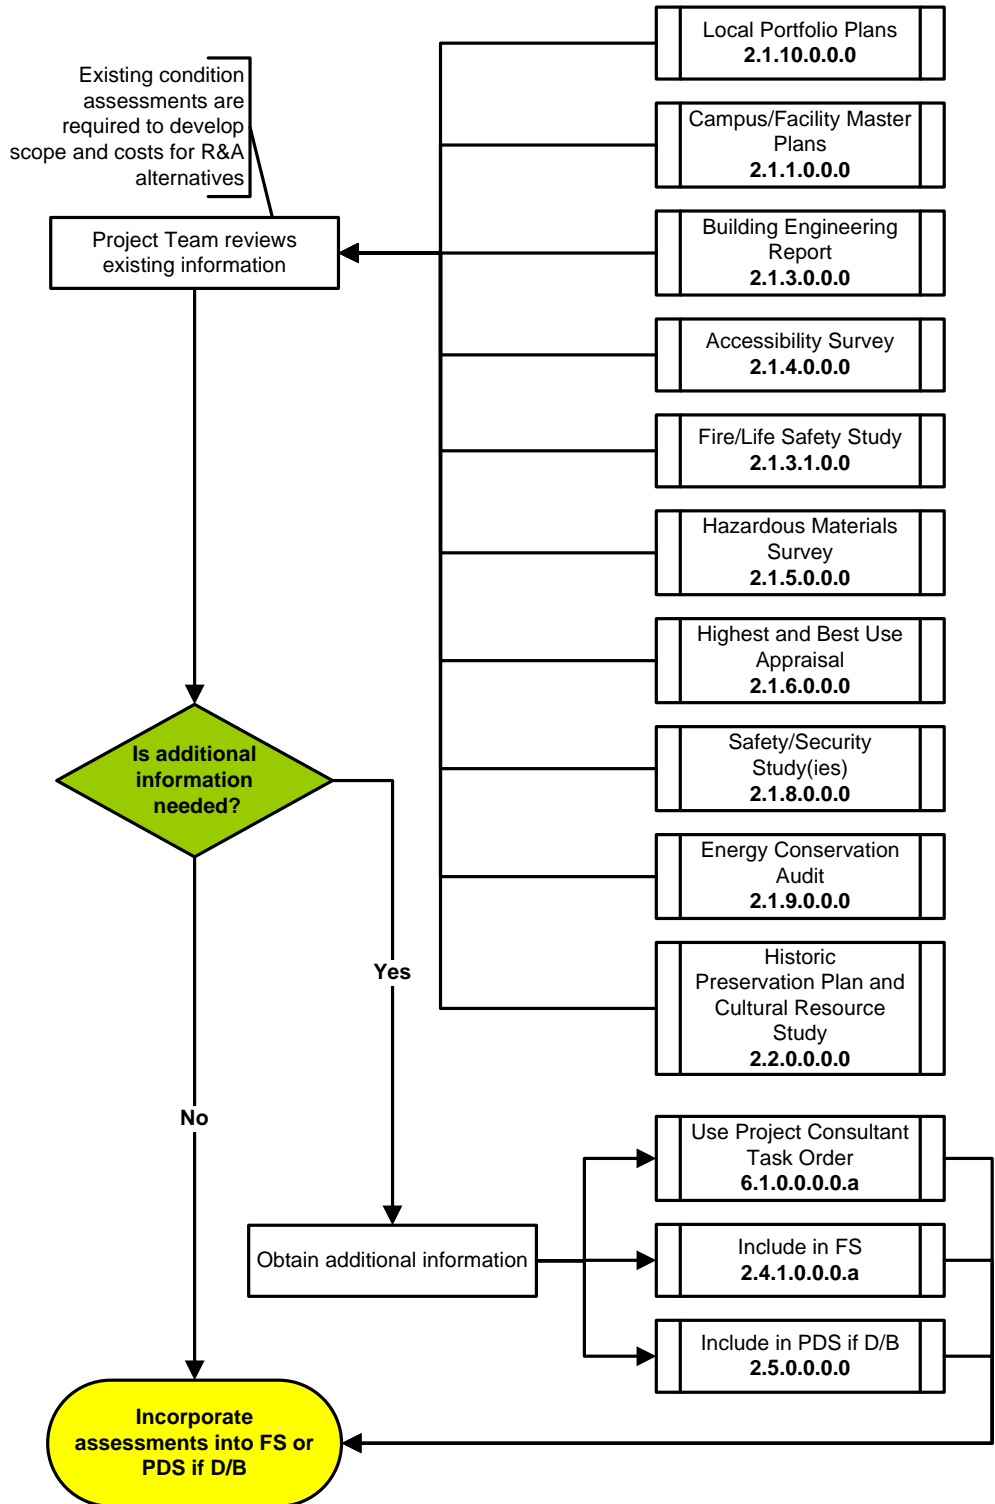 Existing condition
assessments are
required to develop
scope and costs for R&A
alternatives
Project Team reviews
existing information
Local Portfolio Plans
2.1.10.0.0.0
Campus/Facility Master
Plans
2.1.1.0.0.0
Building Engineering
Report
2.1.3.0.0.0
Accessibility Survey
2.1.4.0.0.0
Fire/Life Safety Study
2.1.3.1.0.0
Hazardous Materials
Survey
2.1.5.0.0.0
Highest and Best Use
Appraisal
2.1.6.0.0.0
Safety/Security
Study(ies)
2.1.8.0.0.0
Energy Conservation
Audit
2.1.9.0.0.0
Historic
Preservation Plan and
Cultural Resource
Study
2.2.0.0.0.0
Is additional
information
needed?
Yes
No
Obtain additional information
Use Project Consultant
Task Order
6.1.0.0.0.0.a
Include in FS
2.4.1.0.0.0.a
Include in PDS if D/B
2.5.0.0.0.0
Incorporate
assessments into FS or
PDS if D/B